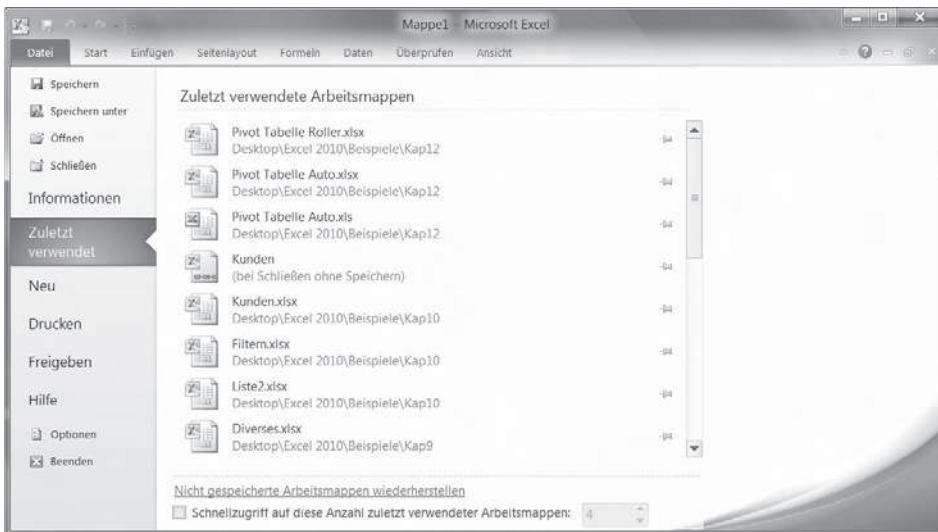 Mappe1 - Microsoft Excel
Datei Start Einfügen Seitenlayout Formeln Daten Überprüfen Ansicht
Speichern
Speichern unter
Öffnen
Schließen
Informationen
Zuletzt
verwendet
Neu
Drucken
Freigeben
Hilfe
Optionen
Beenden
Zuletzt verwendete Arbeitsmappen
Pivot Tabelle Roller.xlsx
Desktop\Excel 2010\Beispiele\Kap12
Pivot Tabelle Auto.xlsx
Desktop\Excel 2010\Beispiele\Kap12
Pivot Tabelle Auto.xls
Desktop\Excel 2010\Beispiele\Kap12
Kunden
(bei Schließen ohne Speichern)
Kunden.xlsx
Desktop\Excel 2010\Beispiele\Kap10
Filtern.xlsx
Desktop\Excel 2010\Beispiele\Kap10
Liste2.xlsx
Desktop\Excel 2010\Beispiele\Kap10
Diverses.xlsx
Desktop\Excel 2010\Beispiele\Kap9
Nicht gespeicherte Arbeitsmappen wiederherstellen
Schnellzugriff auf diese Anzahl zuletzt verwendeter Arbeitsmappen: 4